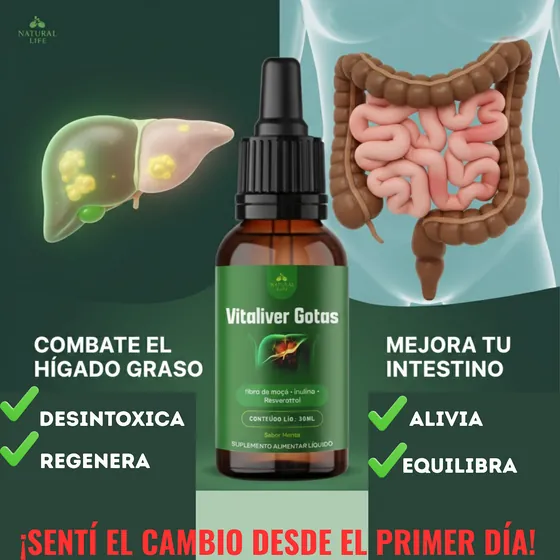 NATURAL
LIFE
NATURAL
LIFE
Vitaliver Gotas
fibra de maçã • inulina •
Resveratrol
CONTEÚDO LÍQ. 30ML
Sabor Menta
SUPLEMENTO ALIMENTAR LÍQUIDO
COMBATE EL
HÍGADO GRASO
DESINTOXICA
REGENERA
MEJORA TU
INTESTINO
ALIVIA
EQUILIBRA
¡SENTÍ EL CAMBIO DESDE EL PRIMER DÍA!